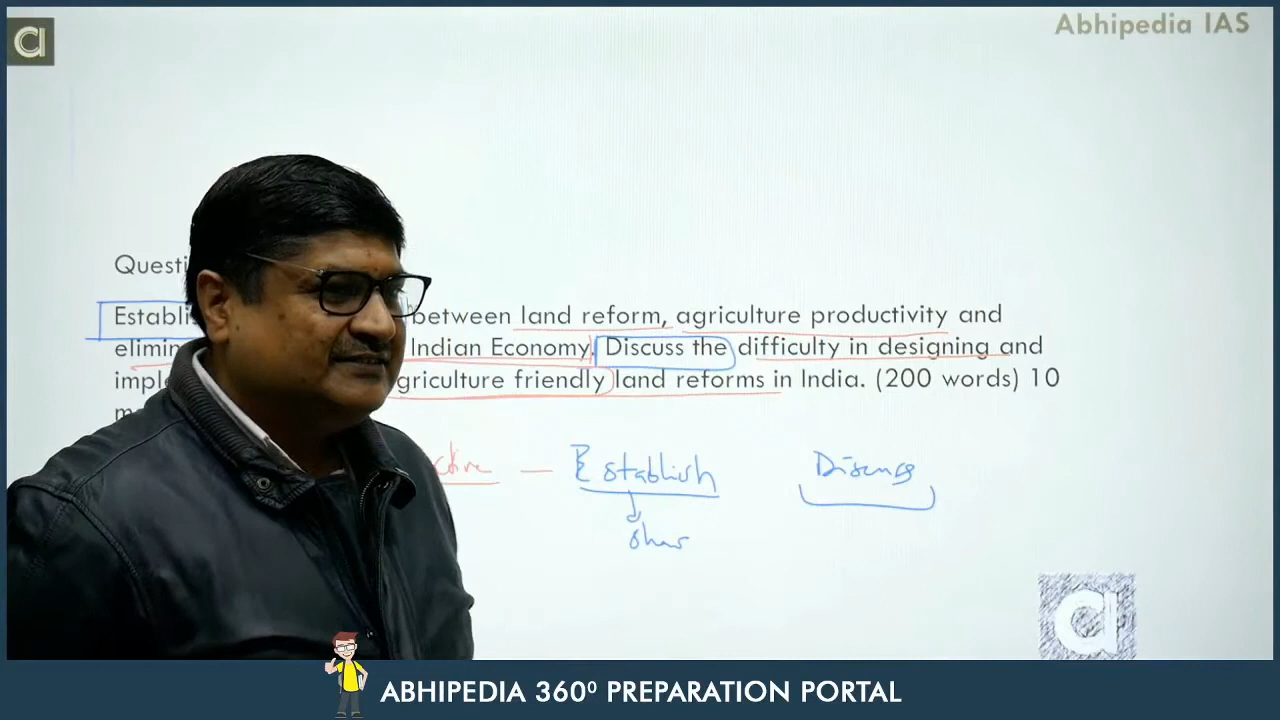 Abhipedia IAS
Questi
Establi between land reform, agriculture productivity and
elimin Indian Economy. Discuss the difficulty in designing and
imple griculture friendly land reforms in India. (200 words) 10
m
ctive — Establish Discuss
ABHIPEDIA 360⁰ PREPARATION PORTAL